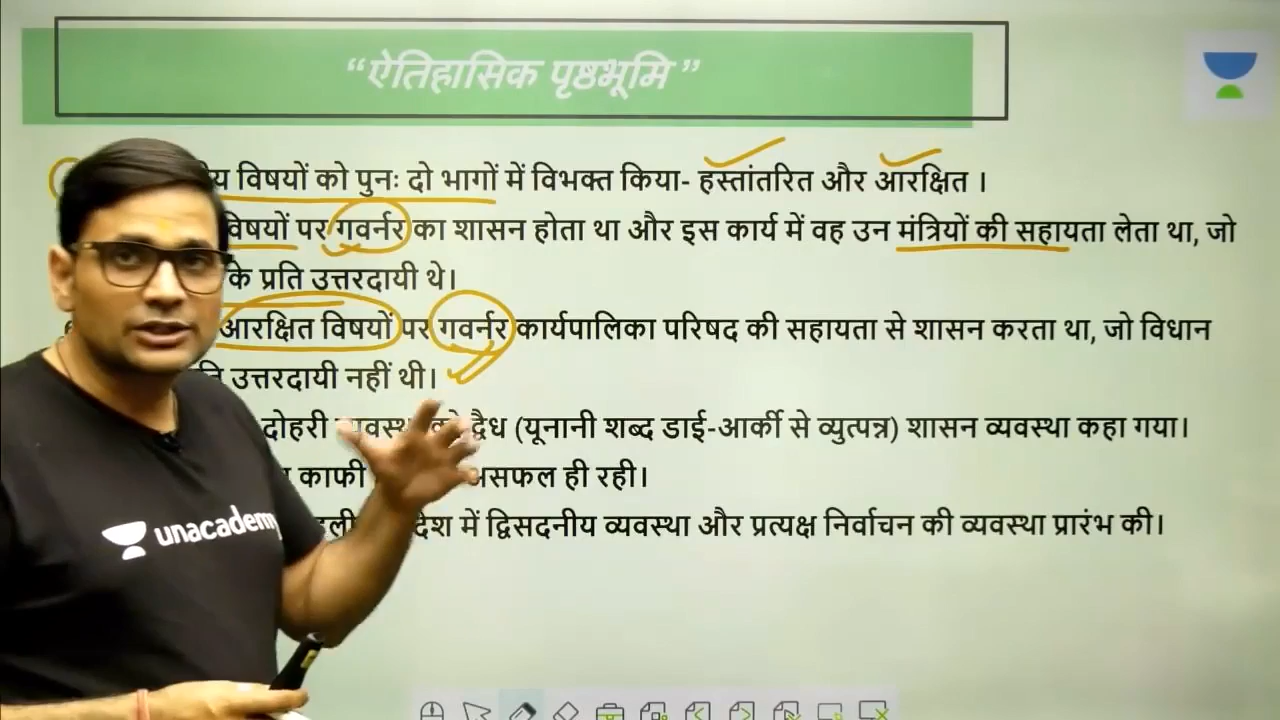 “ऐतिहासिक पृष्ठभूमि”
विषयों को पुनः दो भागों में विभक्त किया- हस्तांतरित और आरक्षित ।
विषयों पर गवर्नर का शासन होता था और इस कार्य में वह उन मंत्रियों की सहायता लेता था, जो
के प्रति उत्तरदायी थे।
आरक्षित विषयों पर गवर्नर कार्यपालिका परिषद की सहायता से शासन करता था, जो विधान
उत्तरदायी नहीं थी।
दोहरी द्वैध (यूनानी शब्द डाई-आर्की से व्युत्पन्न) शासन व्यवस्था कहा गया।
काफी असफल ही रही।
में द्विसदनीय व्यवस्था और प्रत्यक्ष निर्वाचन की व्यवस्था प्रारंभ की।
unacademy